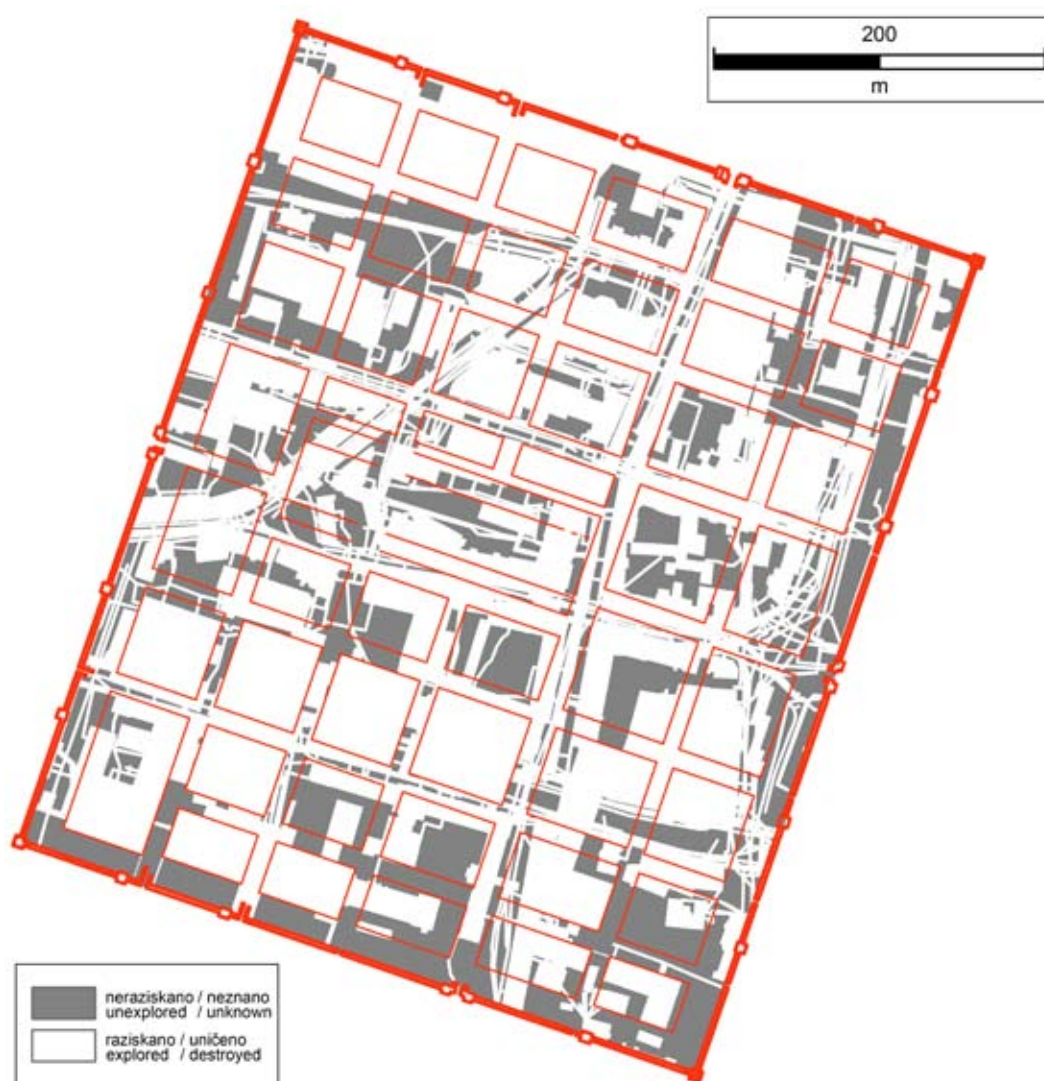 200
m
neraziskano / neznano
unexplored / unknown
raziskano / uničeno
explored / destroyed